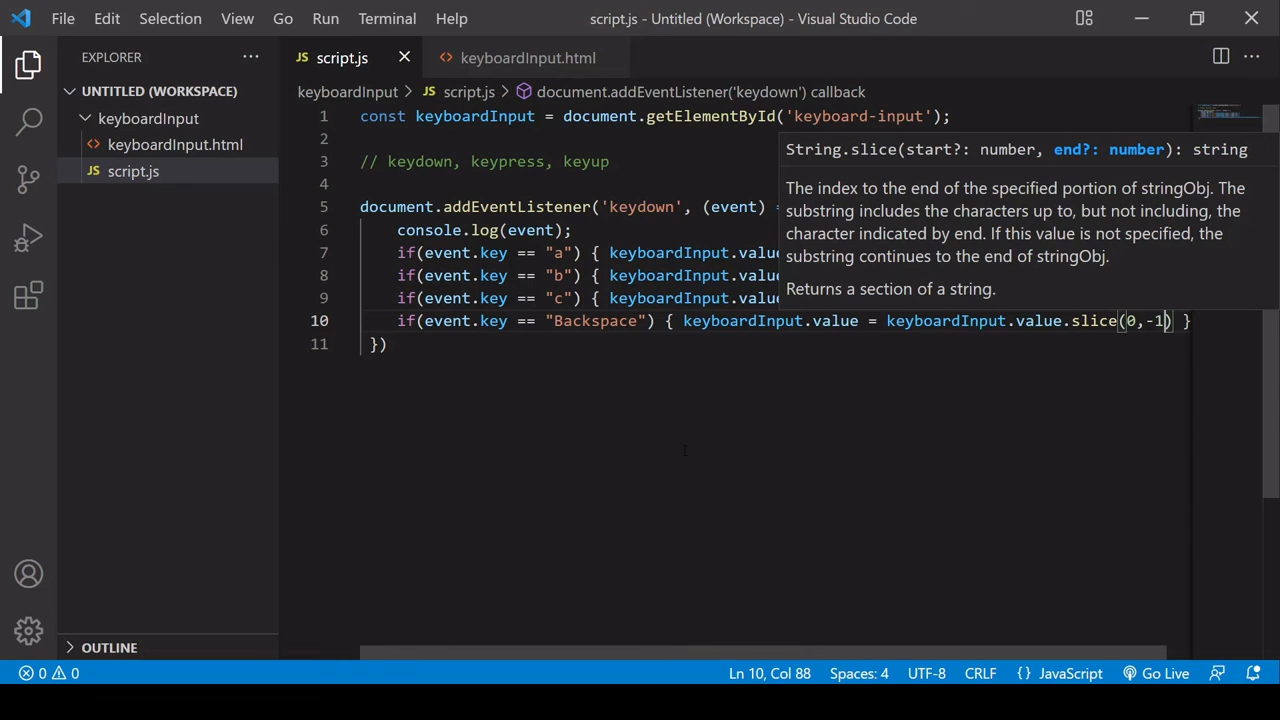 File Edit Selection View Go Run Terminal Help script.js - Untitled (Workspace) - Visual Studio Code
EXPLORER
UNTITLED (WORKSPACE)
keyboardInput
keyboardInput.html
JS script.js
JS script.js keyboardInput.html
keyboardInput > JS script.js > document.addEventListener('keydown') callback
1 const keyboardInput = document.getElementById('keyboard-input');
2
3 // keydown, keypress, keyup
4
5 document.addEventListener('keydown', (event) =
6 console.log(event);
7 if(event.key == "a") { keyboardInput.valu
8 if(event.key == "b") { keyboardInput.valu
9 if(event.key == "c") { keyboardInput.valu
10 if(event.key == "Backspace") { keyboardInput.value = keyboardInput.value.slice(0,-1) }
11 })
String.slice(start?: number, end?: number): string
The index to the end of the specified portion of stringObj. The
substring includes the characters up to, but not including, the
character indicated by end. If this value is not specified, the
substring continues to the end of stringObj.
Returns a section of a string.
OUTLINE
0 0 Ln 10, Col 88 Spaces: 4 UTF-8 CRLF {} JavaScript Go Live